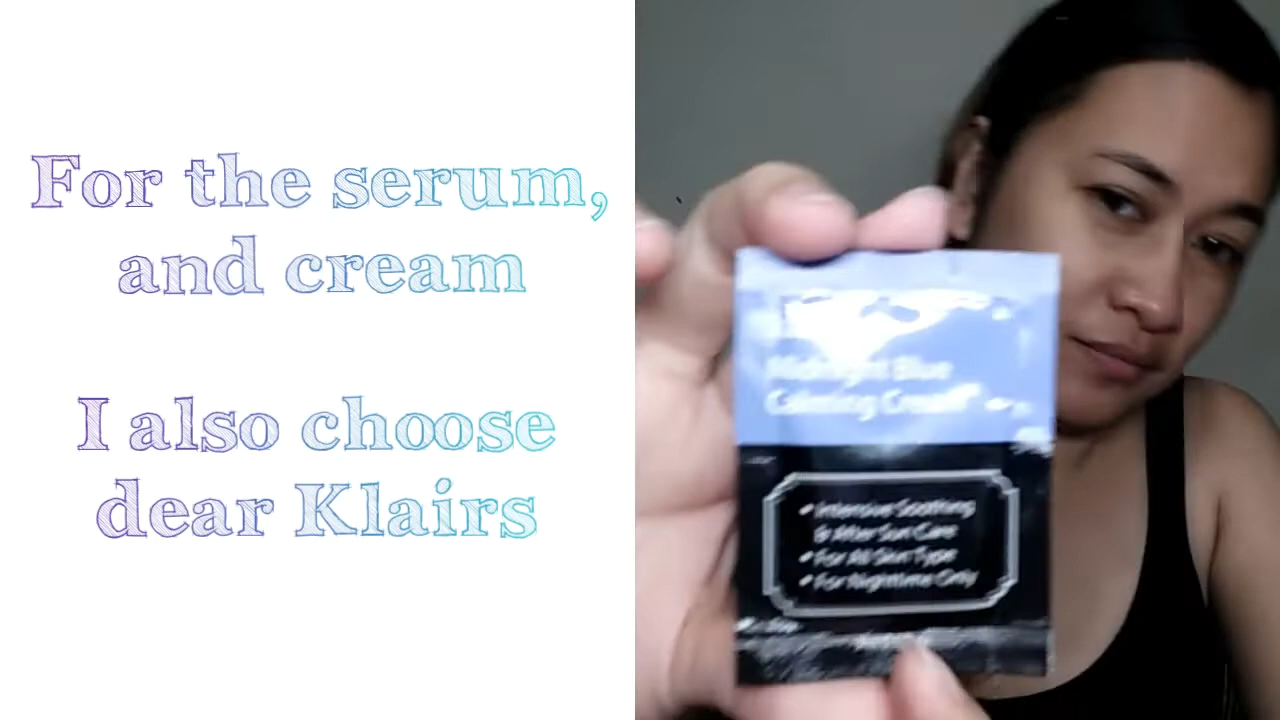 For the serum,
and cream
I also choose
dear Klairs
Midnight Blue
Calming Cream
Intensive Soothing
& After Sun Care
For All Skin Type
For Nighttime Only